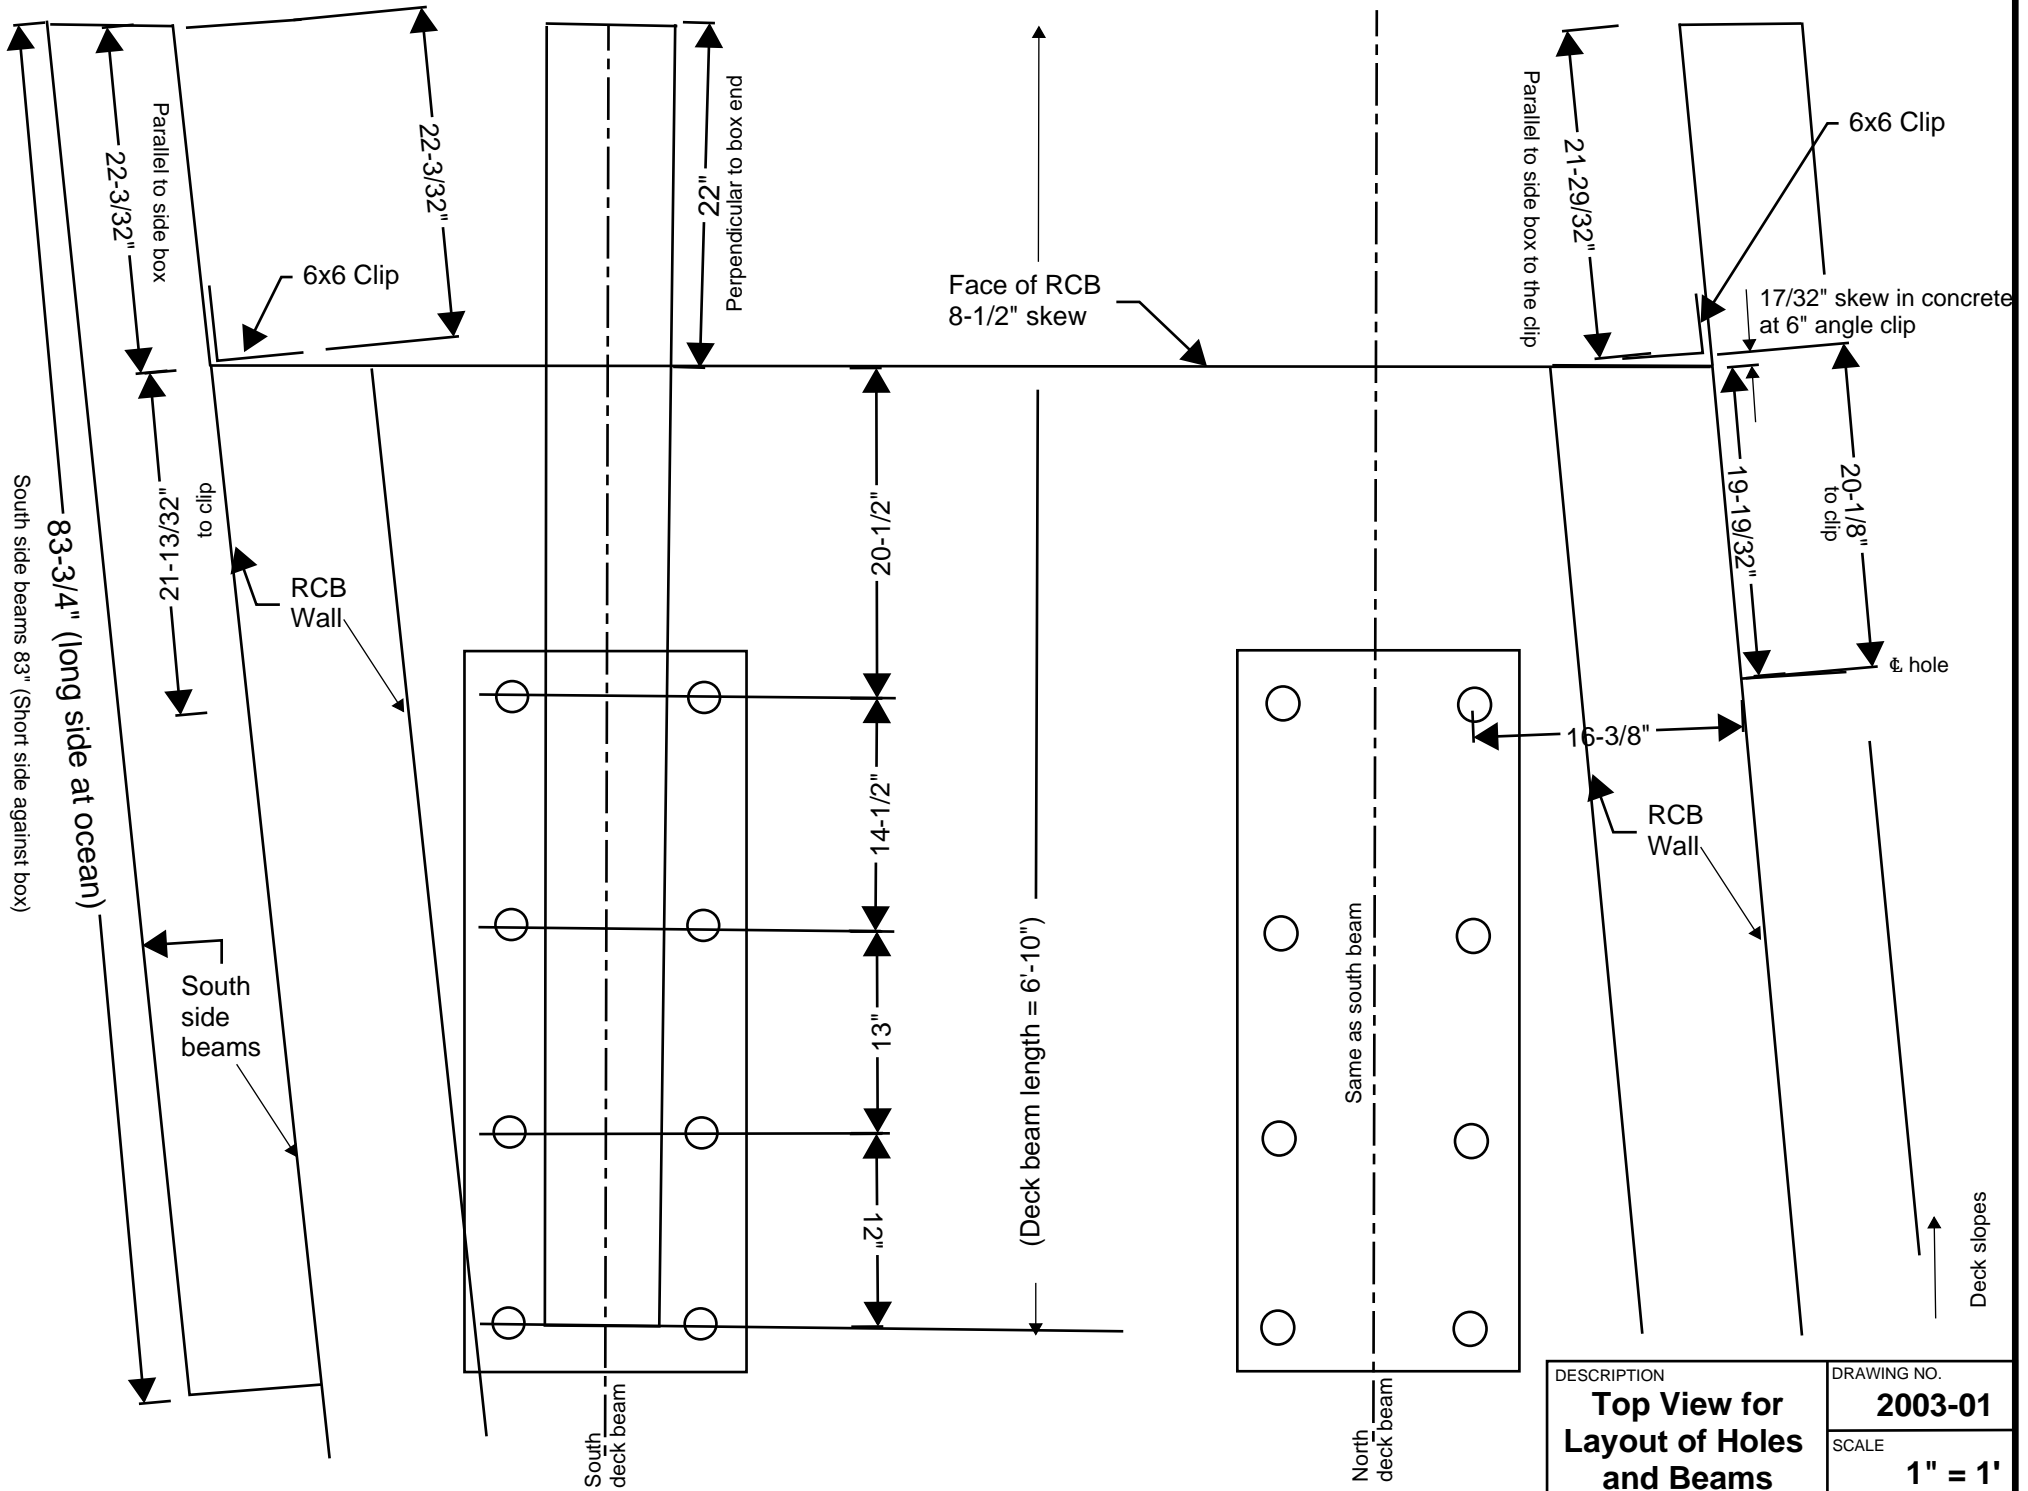 22-3/32"
Parallel to side box
22-3/32"
6x6 Clip
22"
Perpendicular to box end
Face of RCB
8-1/2" skew
Parallel to side box to the clip
21-29/32"
6x6 Clip
17/32" skew in concrete
at 6" angle clip
21-13/32"
to clip
83-3/4" (long side at ocean)
South side beams 83" (Short side against box)
RCB
Wall
20-1/2"
14-1/2"
13"
12"
(Deck beam length = 6'-10")
Same as south beam
19-19/32"
20-1/8"
to clip
℄ hole
16-3/8"
RCB
Wall
South
side
beams
Deck slopes
South
deck beam
North
deck beam
DESCRIPTION
Top View for
Layout of Holes
and Beams
DRAWING NO.
2003-01
SCALE
1" = 1'